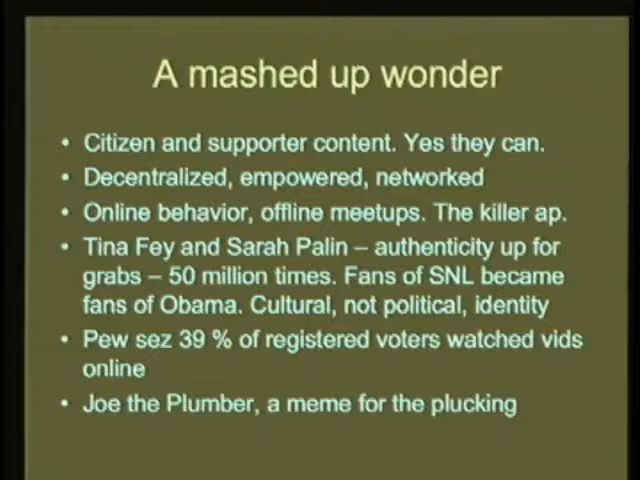 A mashed up wonder
• Citizen and supporter content. Yes they can.
• Decentralized, empowered, networked
• Online behavior, offline meetups. The killer ap.
• Tina Fey and Sarah Palin – authenticity up for
grabs – 50 million times. Fans of SNL became
fans of Obama. Cultural, not political, identity
• Pew sez 39 % of registered voters watched vids
online
• Joe the Plumber, a meme for the plucking